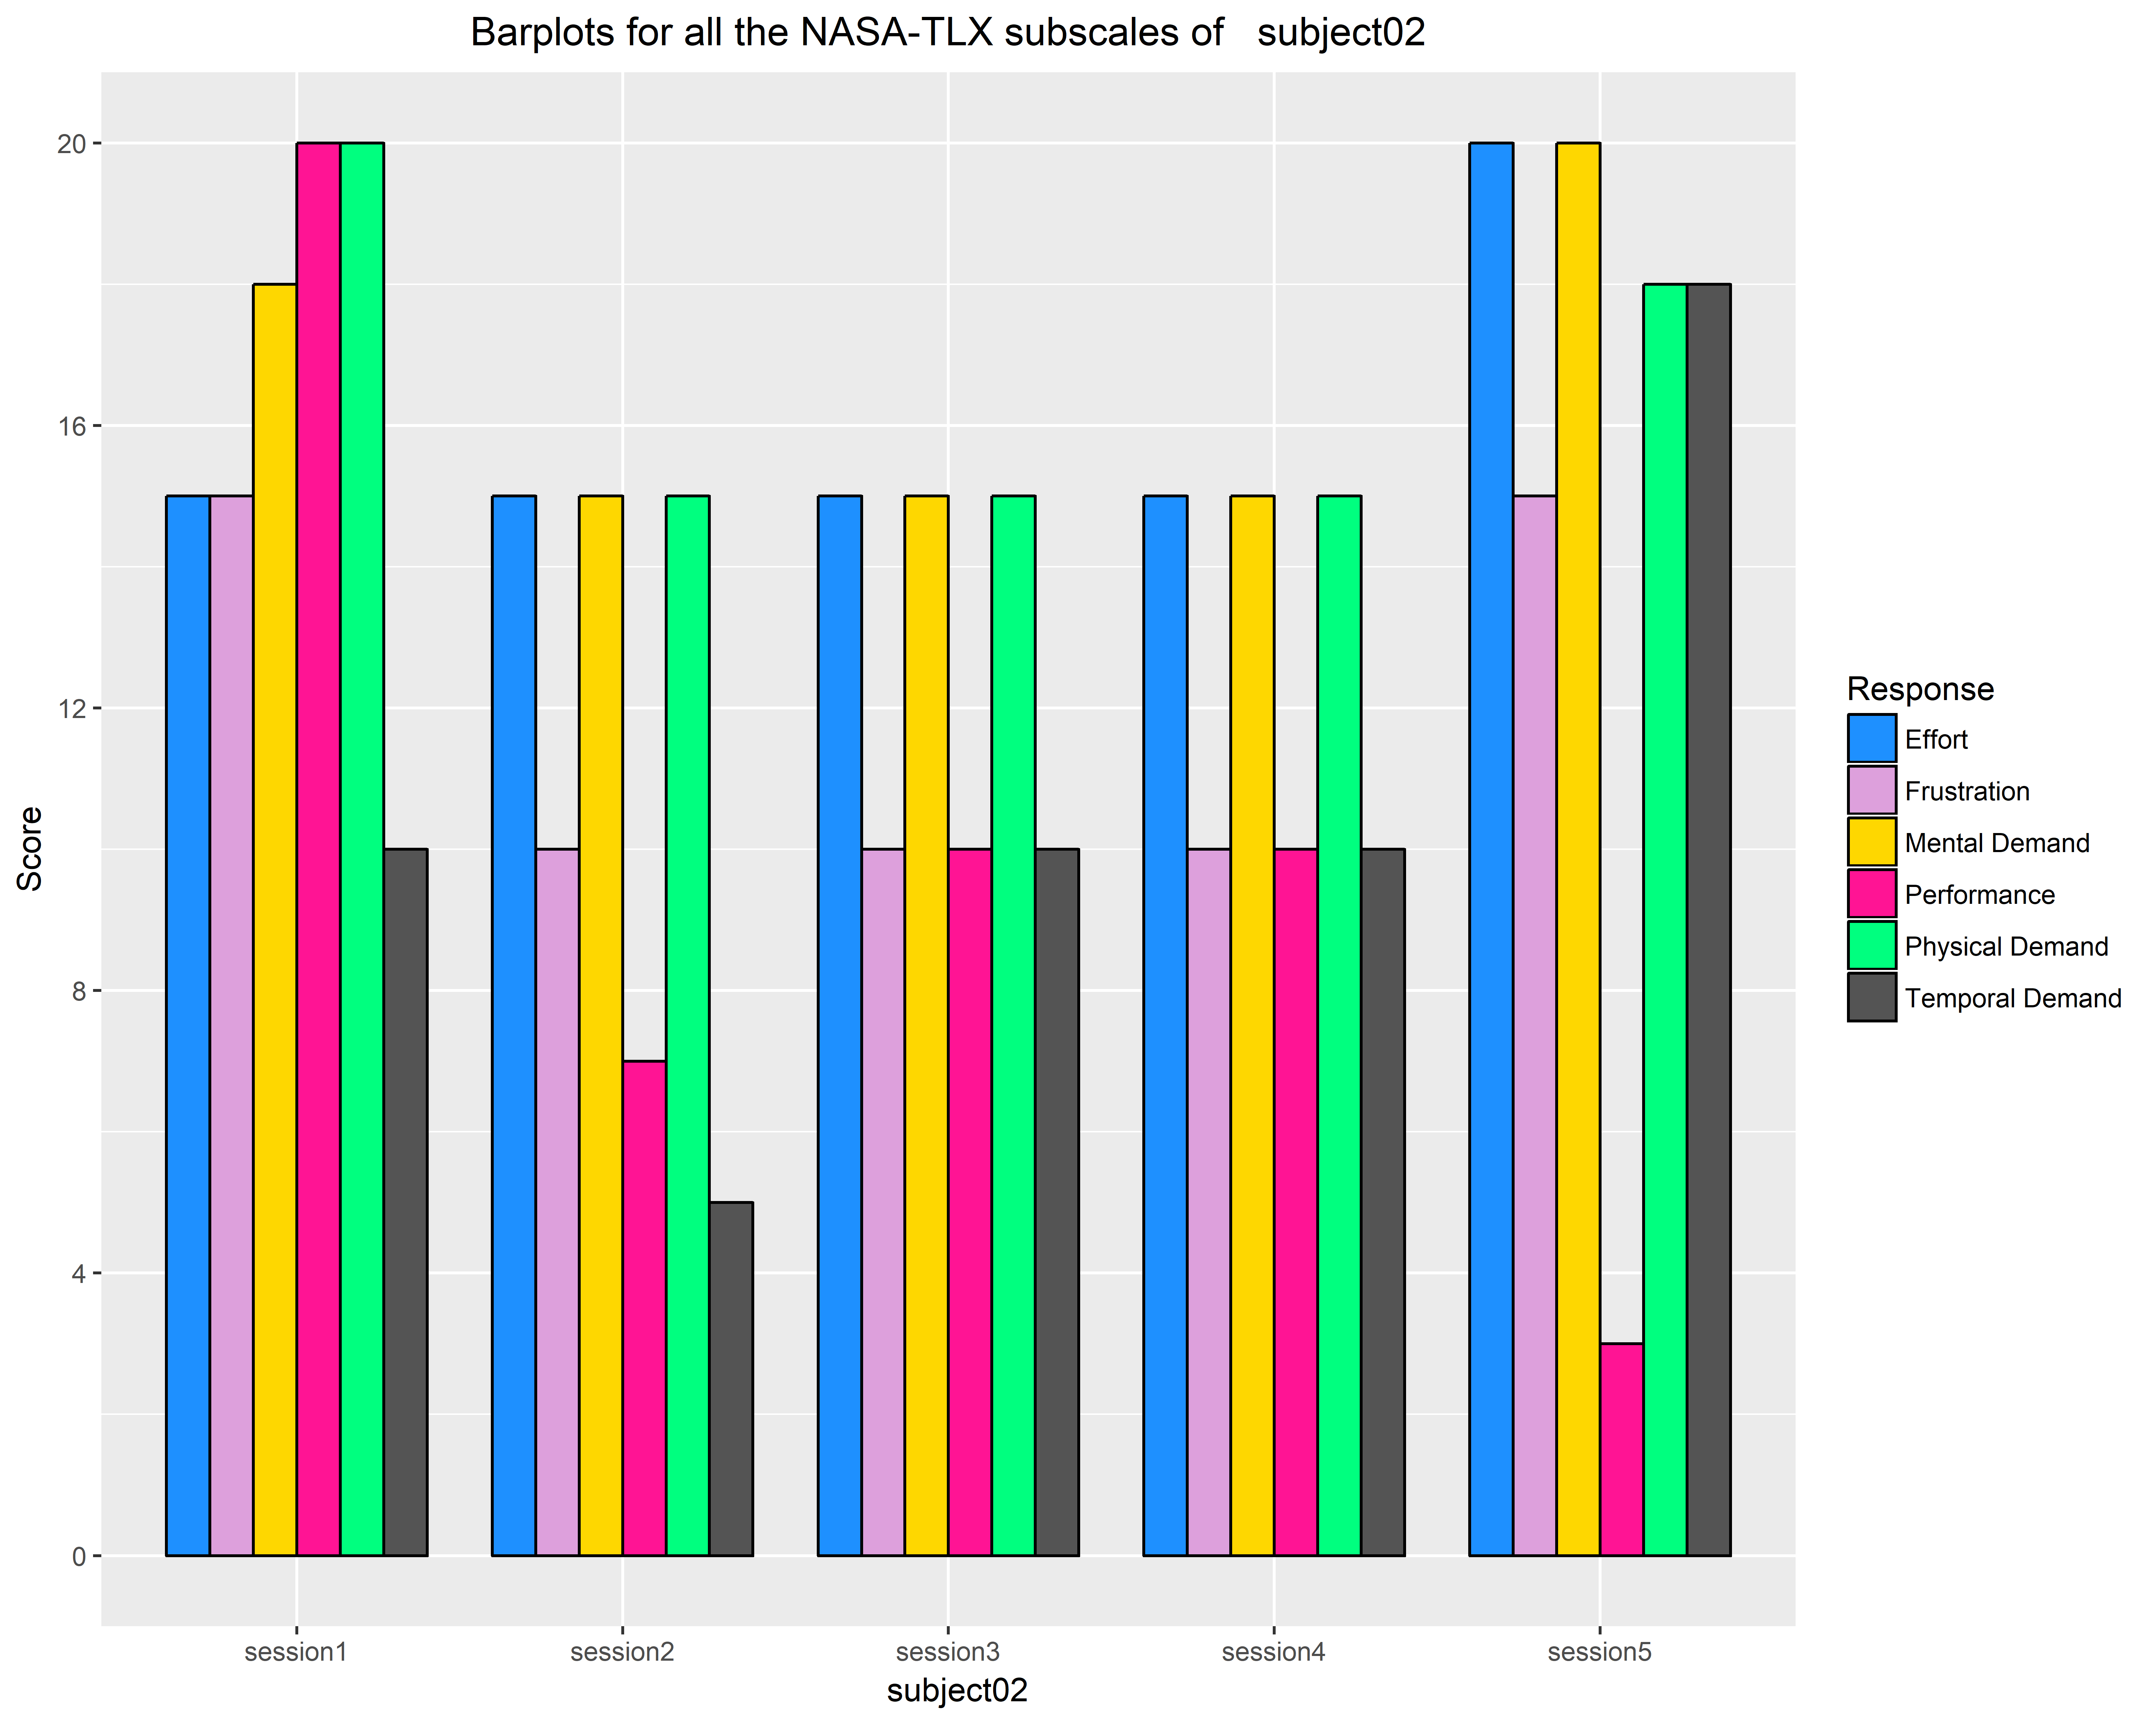 Barplots for all the NASA-TLX subscales of   subject02
Score
20
16
12
8
4
0
session1 session2 session3 session4 session5
subject02
Response
Effort
Frustration
Mental Demand
Performance
Physical Demand
Temporal Demand